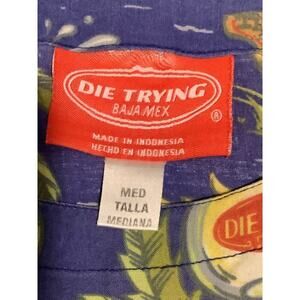 DIE TRYING
BAJA MEX
®
MADE IN INDONESIA
HECHO EN INDONESIA
MED
TALLA
MEDIANA
DIE